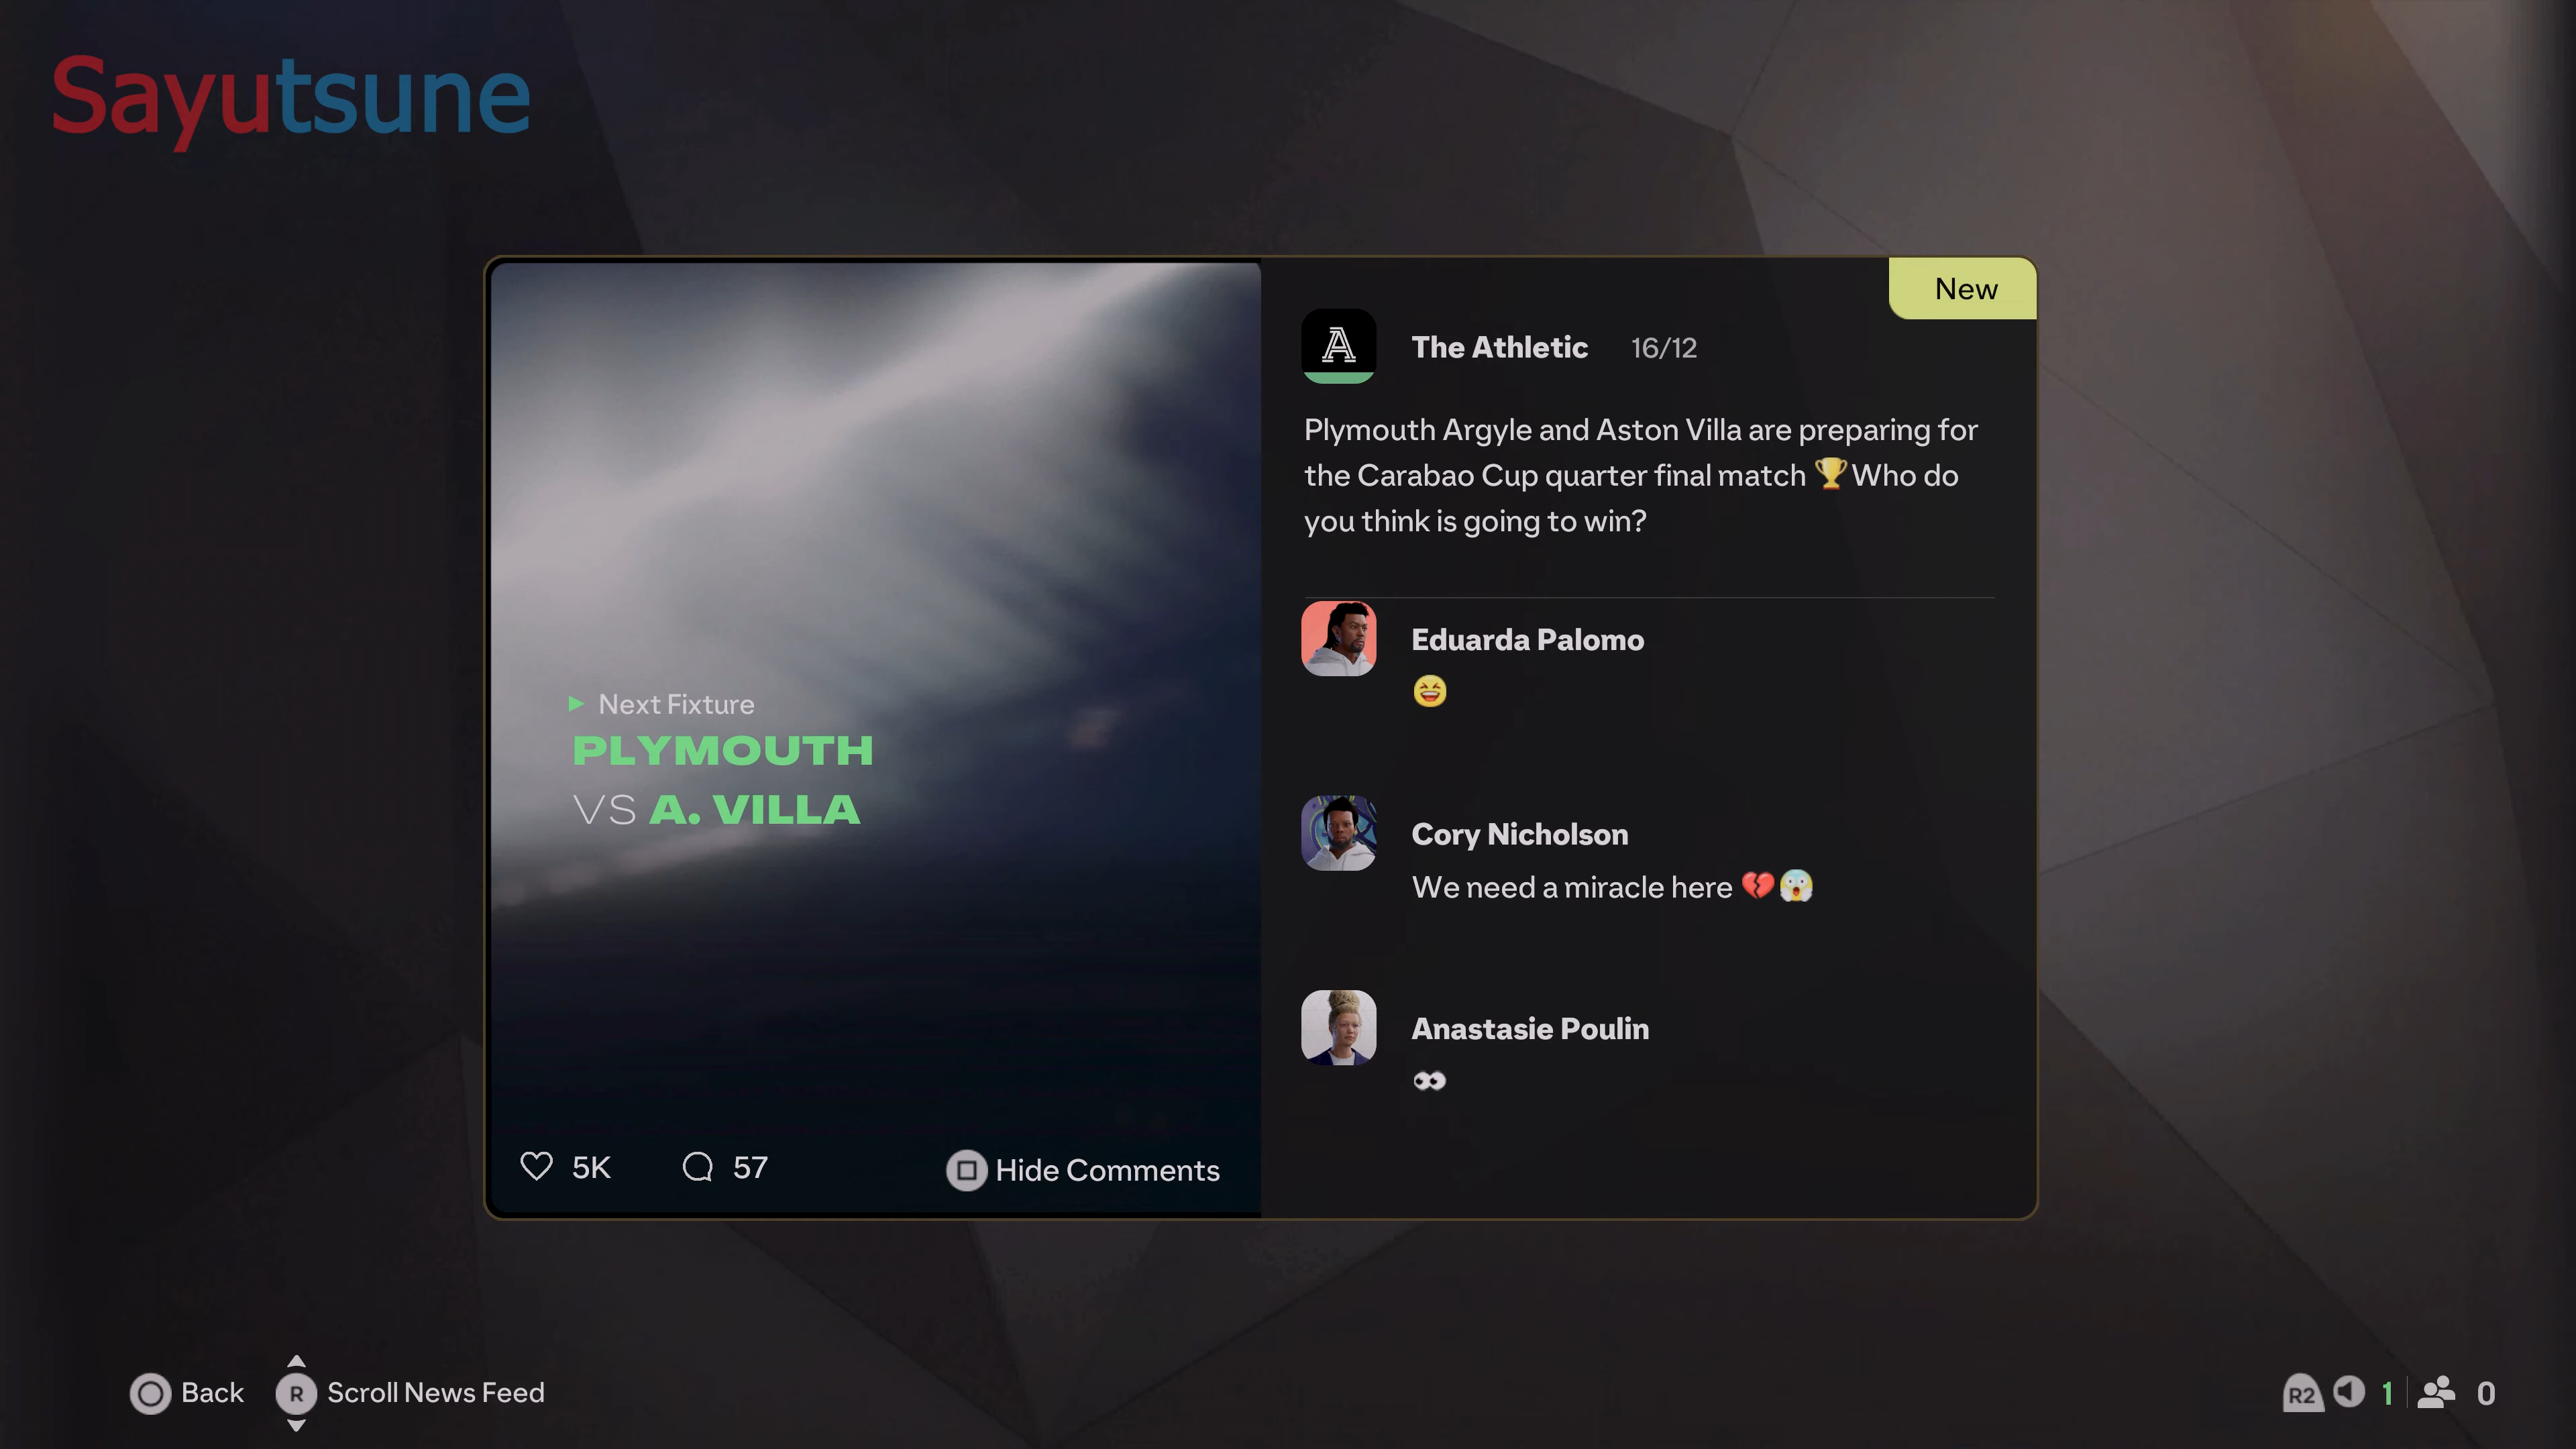 Sayutsune
New
The Athletic 16/12
Plymouth Argyle and Aston Villa are preparing for
the Carabao Cup quarter final match 🏆Who do
you think is going to win?
Eduarda Palomo
😆
Cory Nicholson
We need a miracle here 💔😱
Anastasie Poulin
👀
Next Fixture
PLYMOUTH
VS A. VILLA
5K 57 Hide Comments
Back R Scroll News Feed
R2 1 0